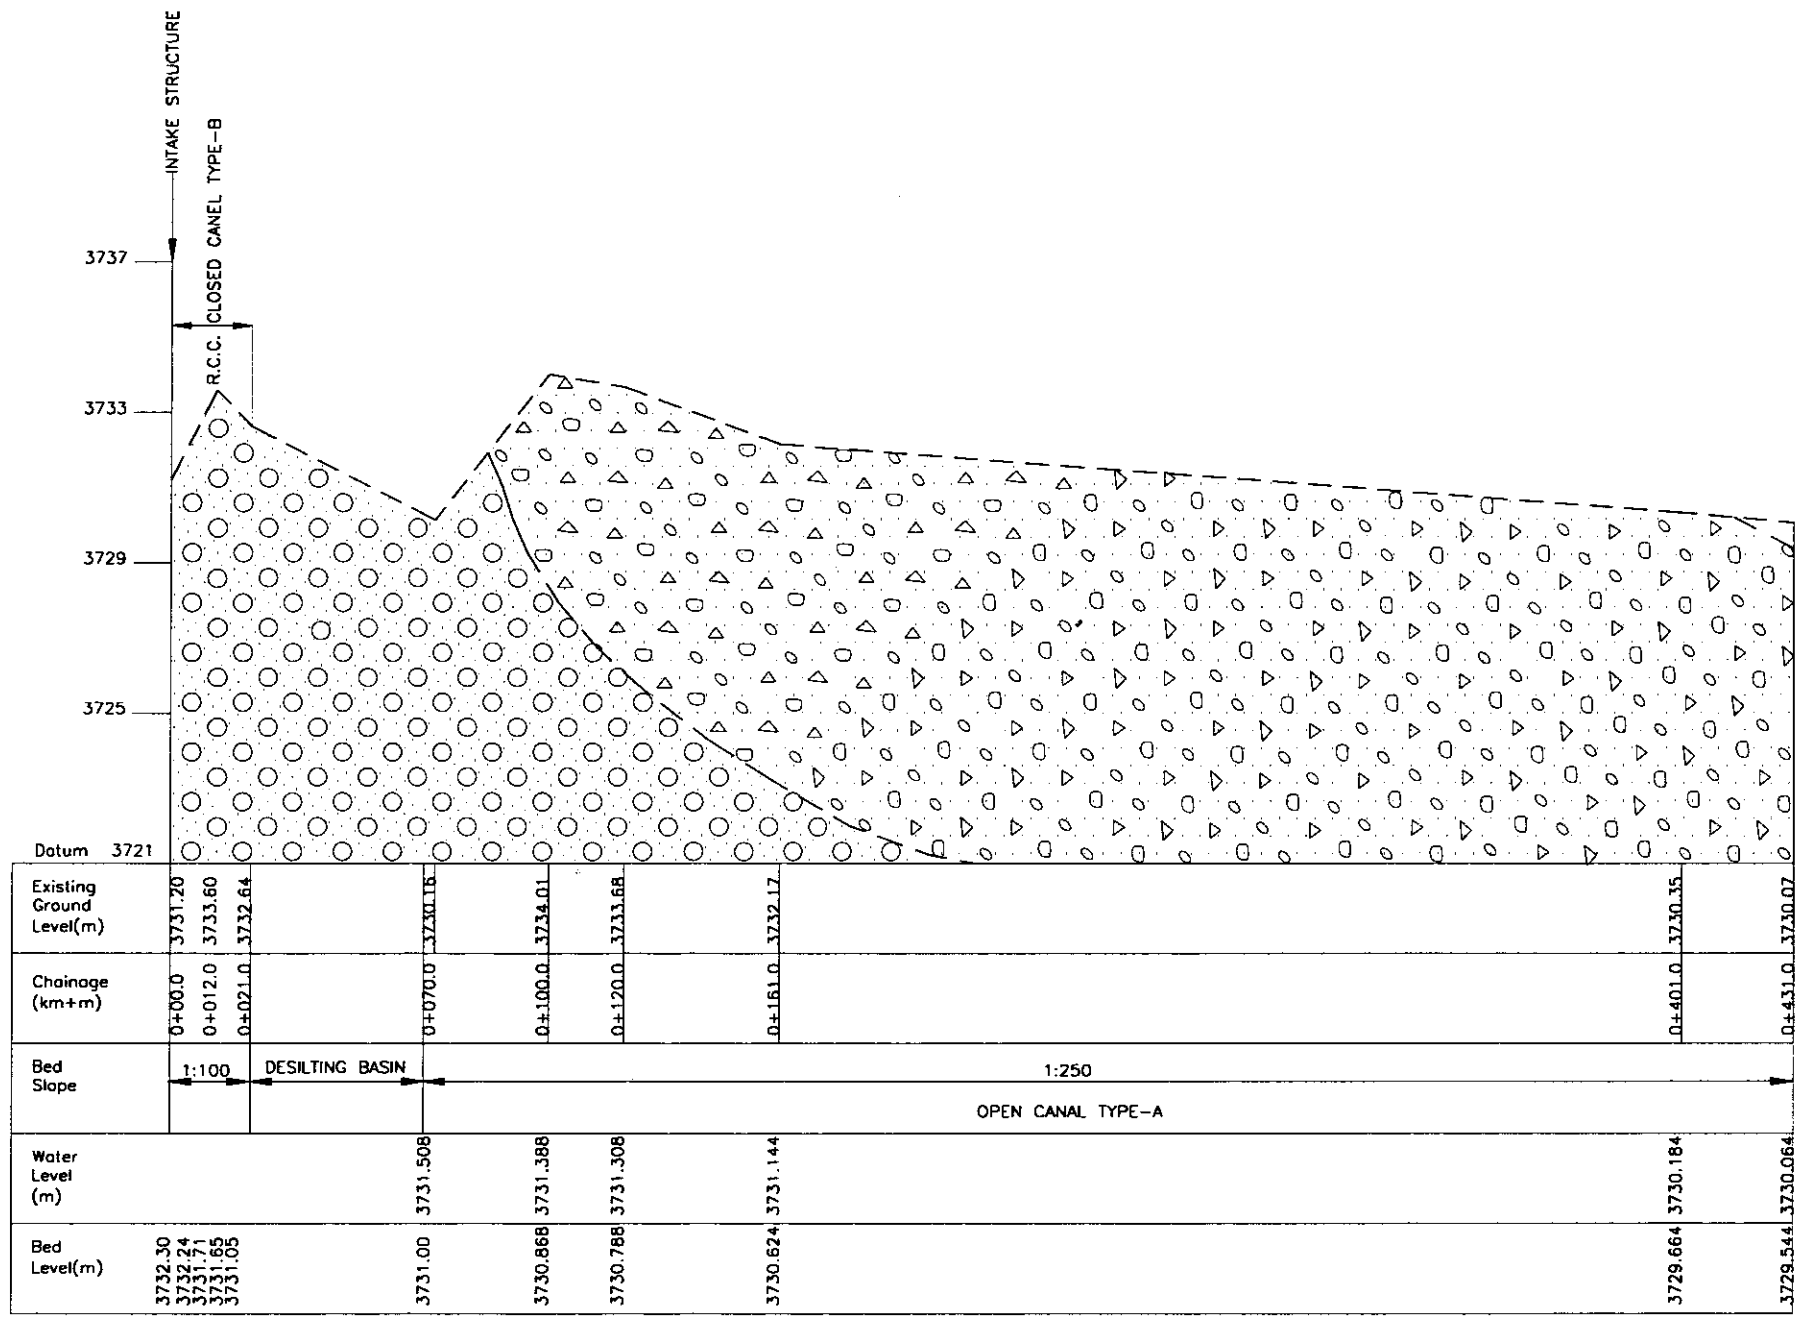 INTAKE STRUCTURE
R.C.C. CLOSED CANEL TYPE-B
3737
3733
3729
3725
Datum 3721
Existing
Ground
Level(m)
3731.20
3733.60
3732.64
3730.16
3734.01
3733.68
3732.17
3730.35
3730.07
Chainage
(km+m)
0+00.0
0+012.0
0+021.0
0+070.0
0+100.0
0+120.0
0+161.0
0+401.0
0+431.0
Bed
Slope
1:100
DESILTING BASIN
1:250
OPEN CANAL TYPE-A
Water
Level
(m)
3731.508
3731.388
3731.308
3731.144
3730.184
3730.064
Bed
Level(m)
3732.30
3732.24
3731.71
3731.65
3731.05
3731.00
3730.868
3730.788
3730.624
3729.664
3729.544